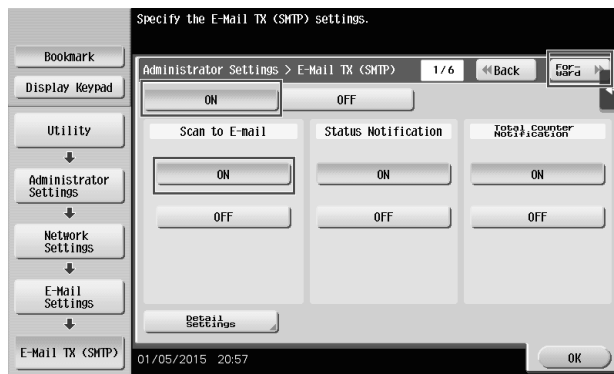 Specify the E-Mail TX (SMTP) settings.
Bookmark
Display Keypad
Utility
Administrator
Settings
Network
Settings
E-Mail
Settings
E-Mail TX (SMTP)
Administrator Settings > E-Mail TX (SMTP)
1/6
Back
For-
ward
ON
OFF
Scan to E-mail
Status Notification
Total Counter
Notification
ON
ON
ON
OFF
OFF
OFF
Detail
Settings
01/05/2015 20:57
OK